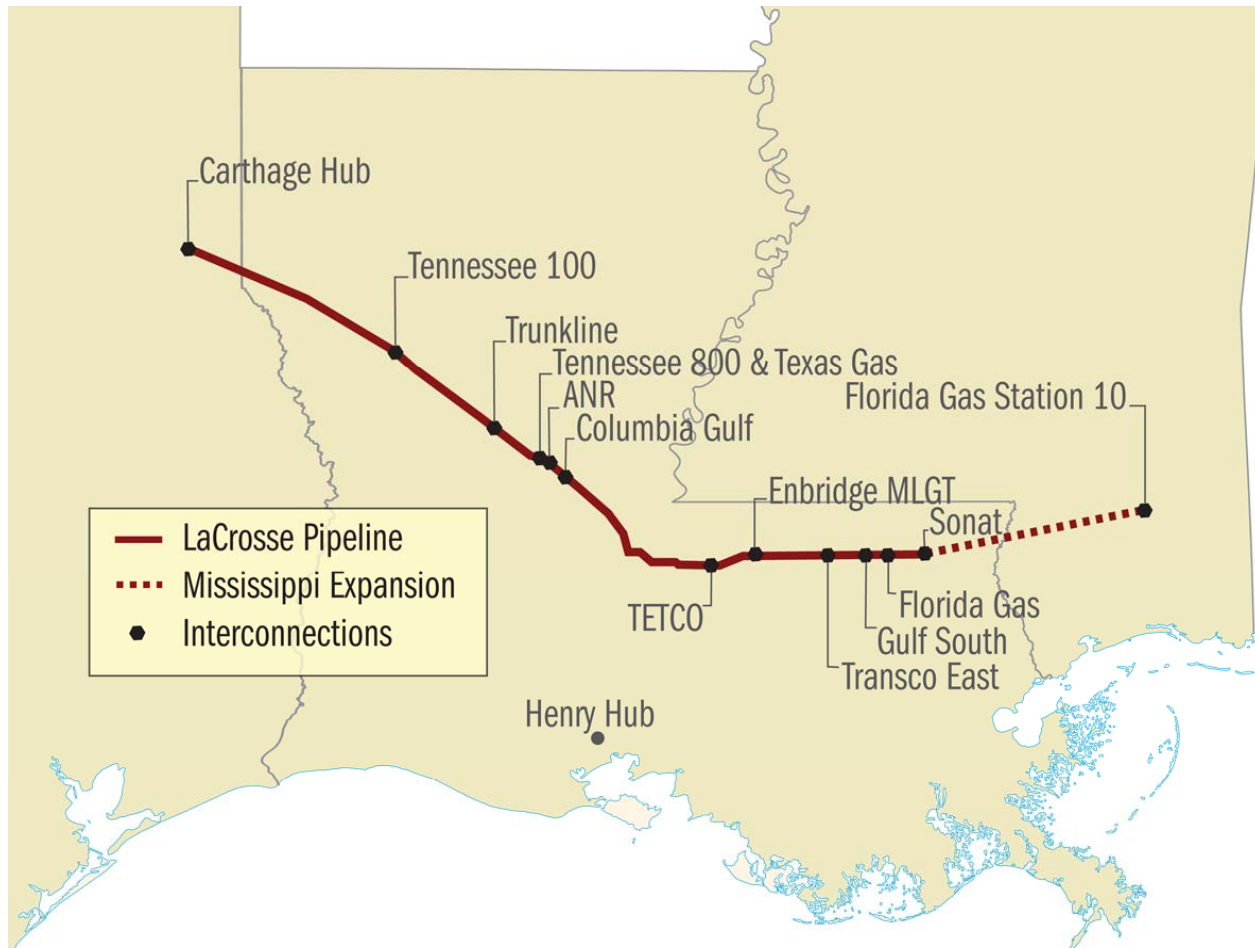 Carthage Hub
Tennessee 100
Trunkline
Tennessee 800 & Texas Gas
ANR
Columbia Gulf
Florida Gas Station 10
Enbridge MLGT
Sonat
TETCO
Florida Gas
Gulf South
Transco East
Henry Hub
LaCrosse Pipeline
Mississippi Expansion
Interconnections